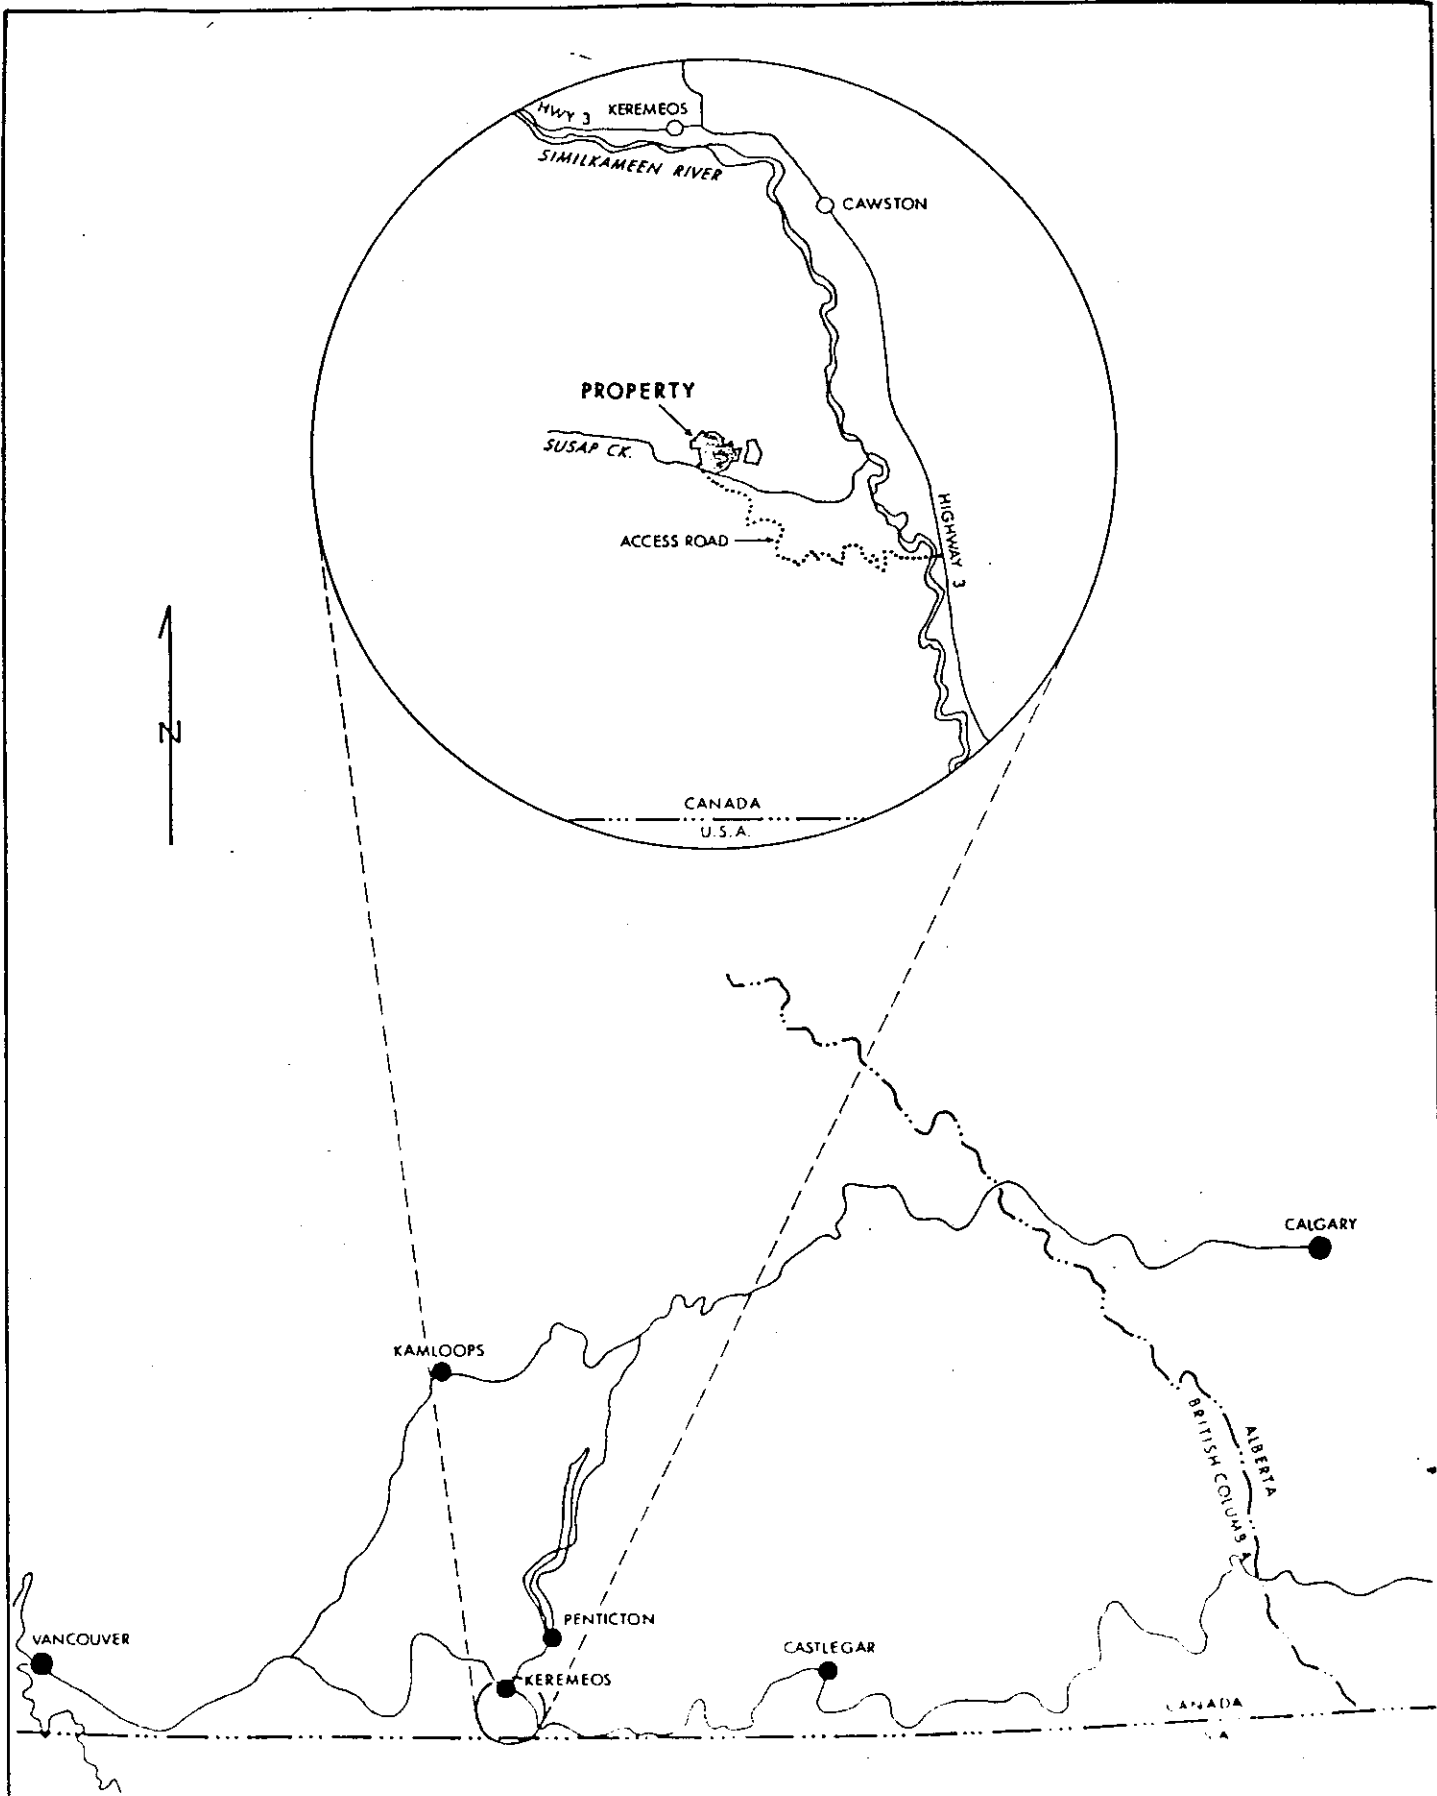 HWY 3
KEREMEOS
SIMILKAMEEN RIVER
CAWSTON
PROPERTY
SUSAP CK.
ACCESS ROAD
HIGHWAY 3
N
CANADA
U.S.A.
CALGARY
KAMLOOPS
ALBERTA
BRITISH COLUMB A
PENTICTON
VANCOUVER
CASTLEGAR
KEREMEOS
CANADA